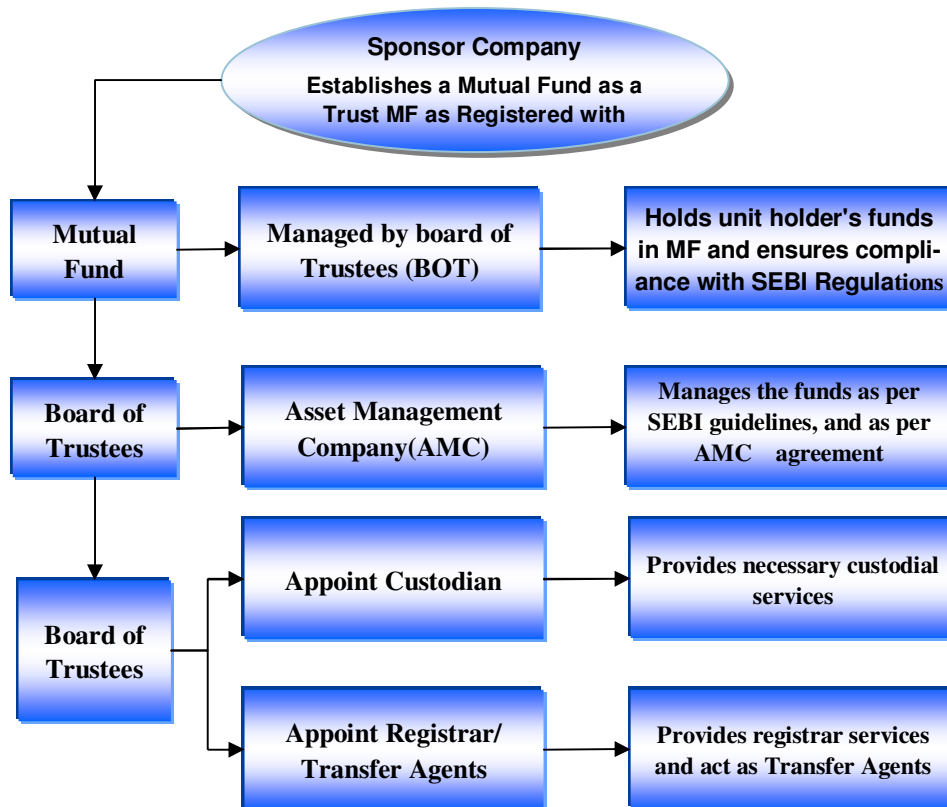 Sponsor Company
Establishes a Mutual Fund as a
Trust MF as Registered with
Mutual
Fund
Managed by board of
Trustees (BOT)
Holds unit holder's funds
in MF and ensures compli-
ance with SEBI Regulations
Board of
Trustees
Asset Management
Company(AMC)
Manages the funds as per
SEBI guidelines, and as per
AMC agreement
Board of
Trustees
Appoint Custodian
Provides necessary custodial
services
Appoint Registrar/
Transfer Agents
Provides registrar services
and act as Transfer Agents